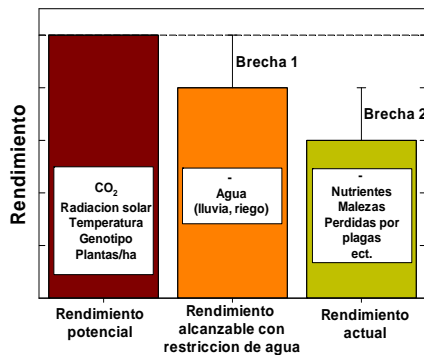 Rendimiento
Brecha 1
Brecha 2
CO₂
Radiacion solar
Temperatura
Genotipo
Plantas/ha
-
Agua
(lluvia, riego)
-
Nutrientes
Malezas
Perdidas por
plagas
ect.
Rendimiento
potencial
Rendimiento
alcanzable con
restriccion de agua
Rendimiento
actual